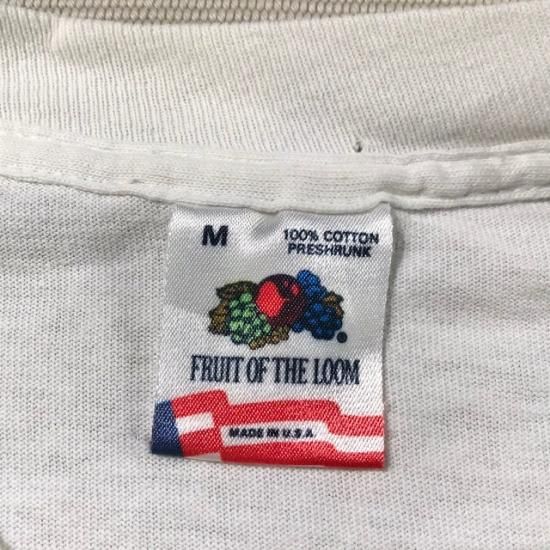 M
100% COTTON
PRESHRUNK
FRUIT OF THE LOOM
MADE IN U.S.A.